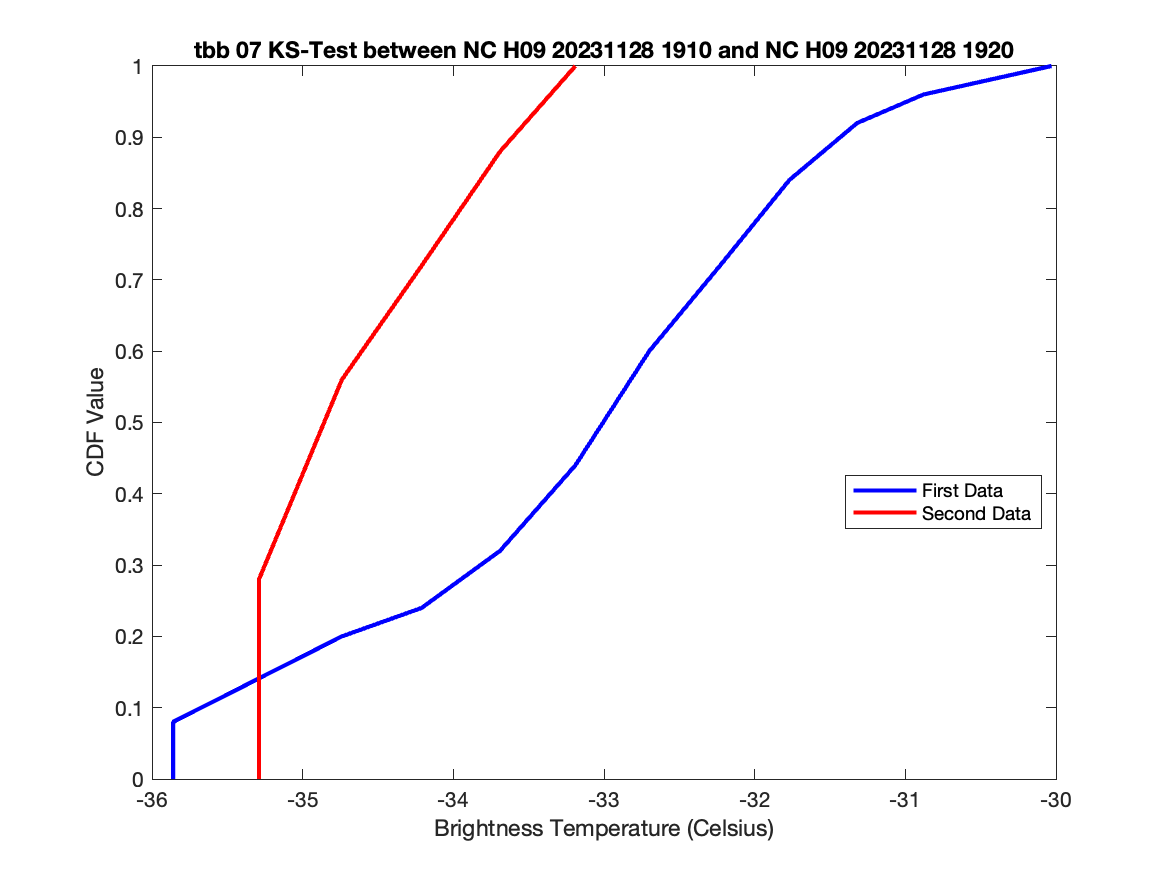 tbb 07 KS-Test between NC H09 20231128 1910 and NC H09 20231128 1920
1
0.9
0.8
0.7
0.6
0.5
0.4
0.3
0.2
0.1
0
CDF Value
First Data
Second Data
-36 -35 -34 -33 -32 -31 -30
Brightness Temperature (Celsius)